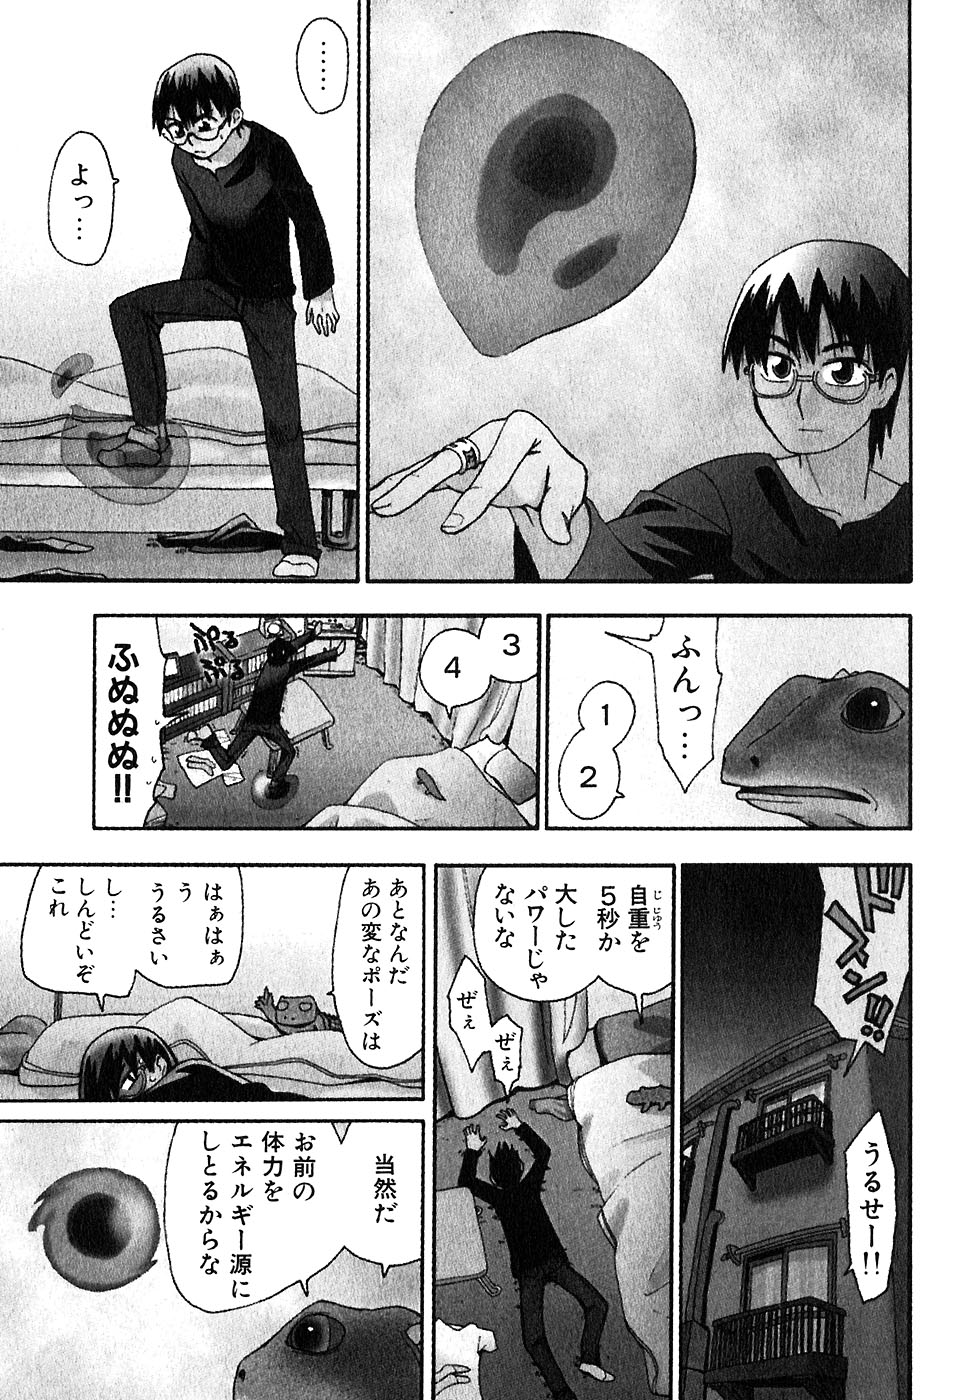 ……
よっ…
ふんっ…
1
2
3
4
ぷる
ぷる
ふぬぬぬ!!
ドスン!!!
うるせー!!
自重を
じじゅう
5秒か
大した
パワーじゃ
ないな
ぜぇ
ぜぇ
あとなんだ
あの変なポーズは
はぁはぁ
う
うるさい
し…
しんどいぞ
これ
当然だ
お前の
体力を
エネルギー源に
しとるからな